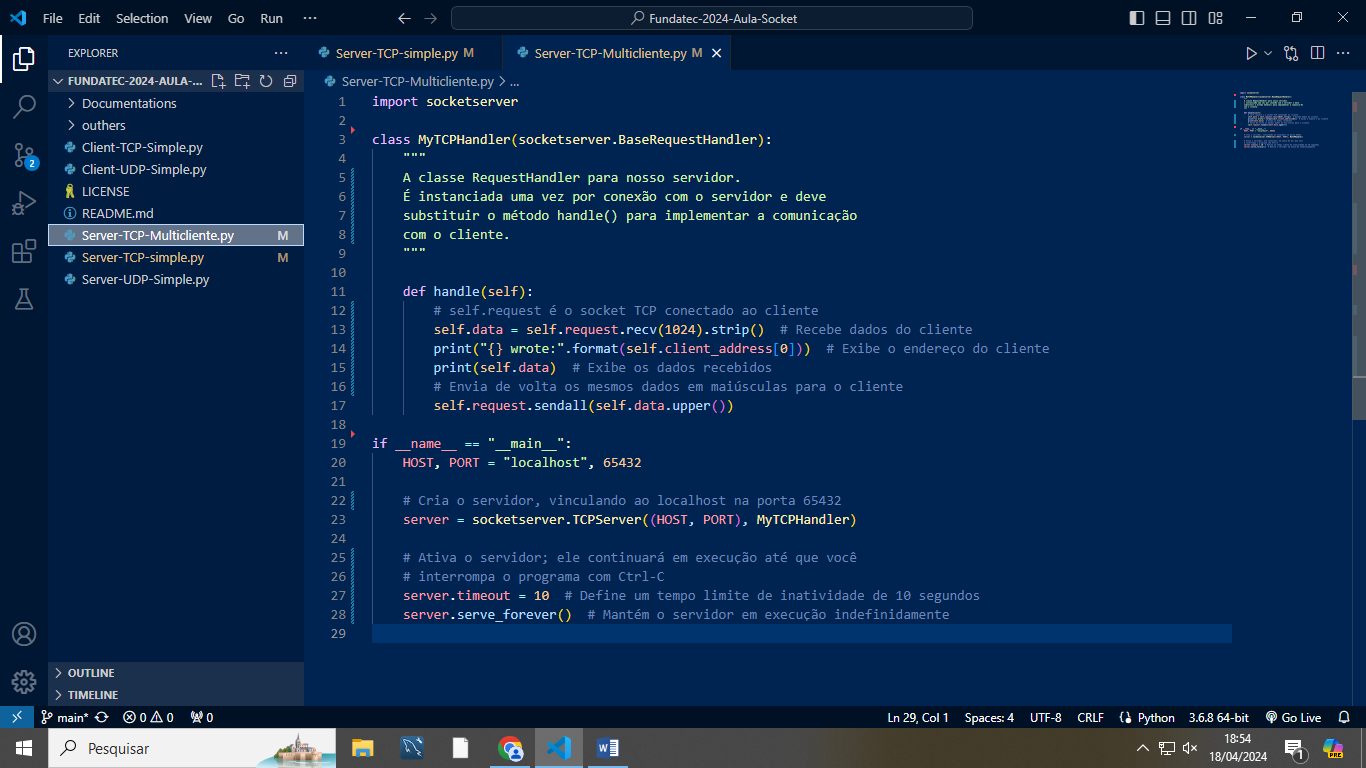 File Edit Selection View Go Run ···
Fundatec-2024-Aula-Socket
EXPLORER
FUNDATEC-2024-AULA-...
Documentations
outhers
Client-TCP-Simple.py
Client-UDP-Simple.py
LICENSE
README.md
Server-TCP-Multicliente.py M
Server-TCP-simple.py M
Server-UDP-Simple.py
OUTLINE
TIMELINE
2
Server-TCP-simple.py M
Server-TCP-Multicliente.py M
Server-TCP-Multicliente.py > ...
1 import socketserver
2
3 class MyTCPHandler(socketserver.BaseRequestHandler):
4 """
5 A classe RequestHandler para nosso servidor.
6 É instanciada uma vez por conexão com o servidor e deve
7 substituir o método handle() para implementar a comunicação
8 com o cliente.
9 """
10
11 def handle(self):
12 # self.request é o socket TCP conectado ao cliente
13 self.data = self.request.recv(1024).strip()  # Recebe dados do cliente
14 print("{} wrote:".format(self.client_address[0]))  # Exibe o endereço do cliente
15 print(self.data)  # Exibe os dados recebidos
16 # Envia de volta os mesmos dados em maiúsculas para o cliente
17 self.request.sendall(self.data.upper())
18
19 if __name__ == "__main__":
20 HOST, PORT = "localhost", 65432
21
22 # Cria o servidor, vinculando ao localhost na porta 65432
23 server = socketserver.TCPServer((HOST, PORT), MyTCPHandler)
24
25 # Ativa o servidor; ele continuará em execução até que você
26 # interrompa o programa com Ctrl-C
27 server.timeout = 10  # Define um tempo limite de inatividade de 10 segundos
28 server.serve_forever()  # Mantém o servidor em execução indefinidamente
29
main* 0 0 0 Ln 29, Col 1 Spaces: 4 UTF-8 CRLF Python 3.6.8 64-bit Go Live
Pesquisar
18:54
18/04/2024
1
PRE